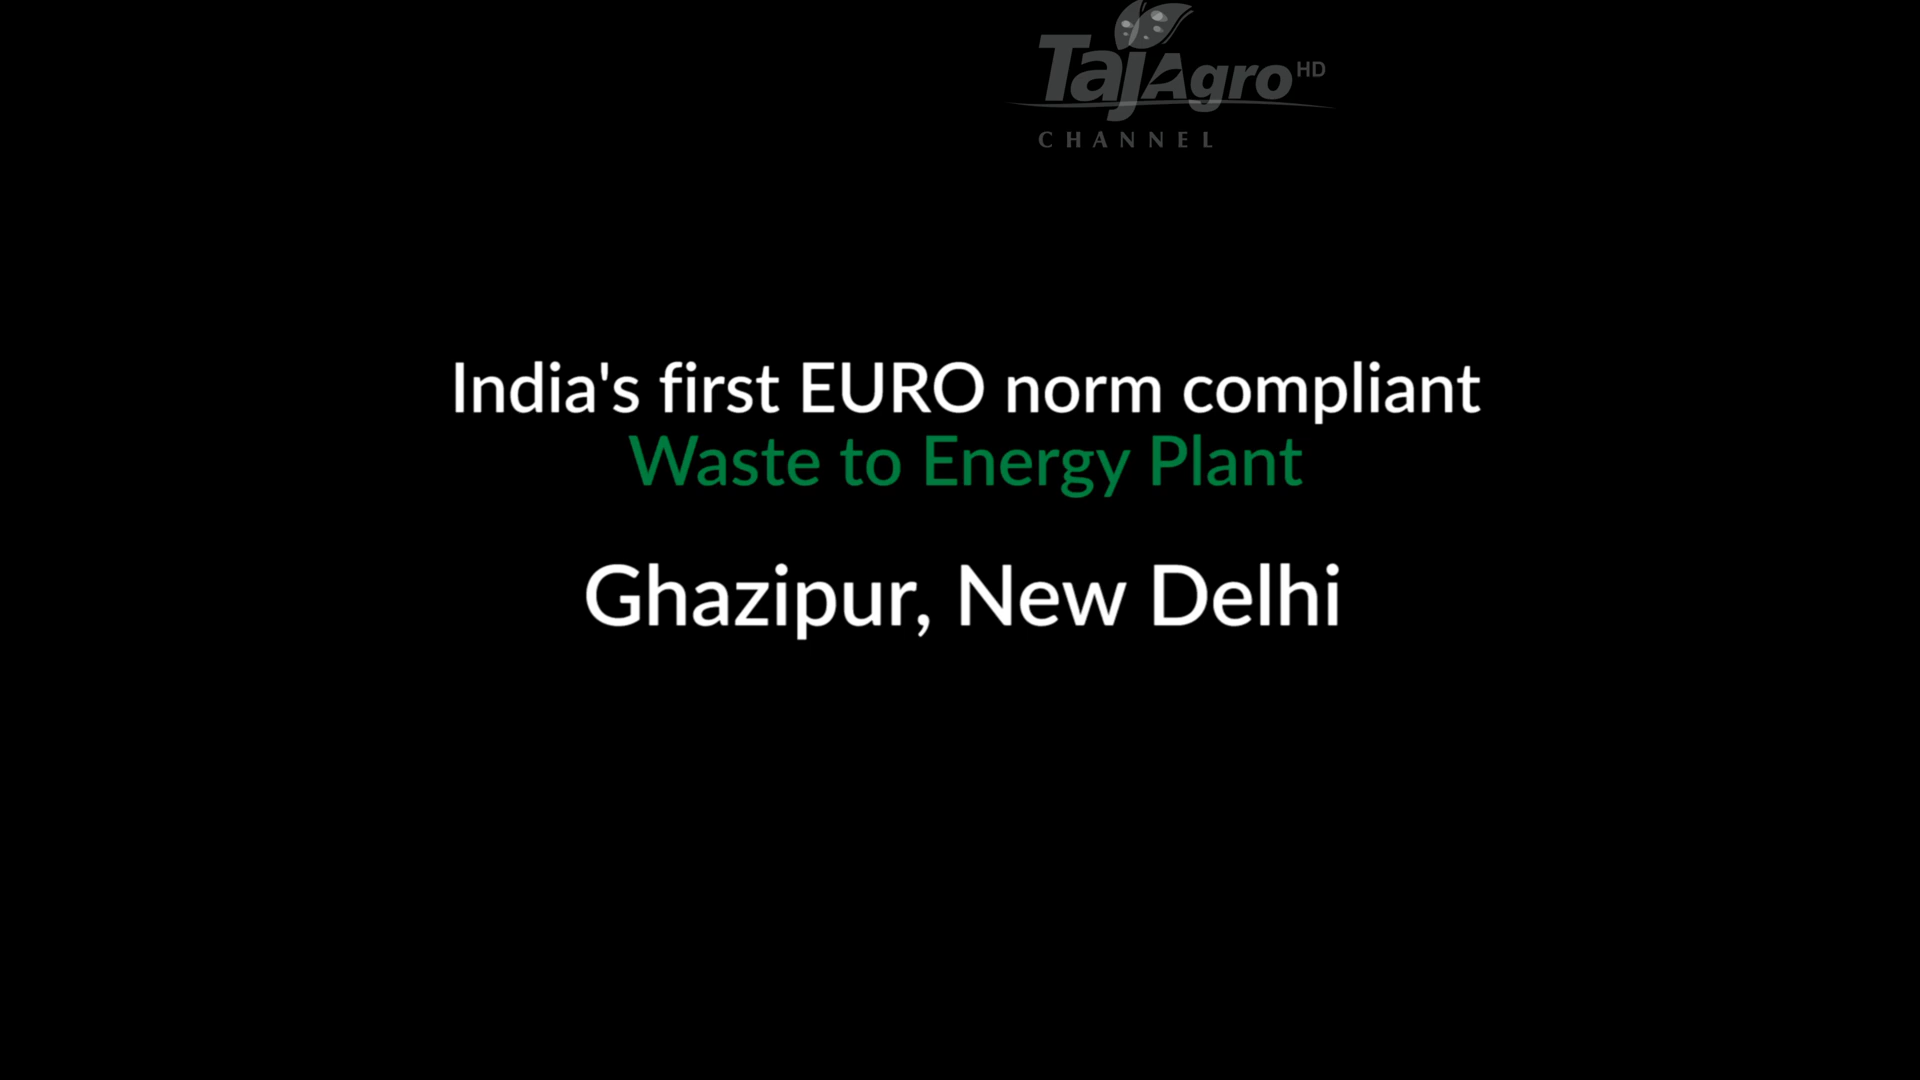 TajAgro HD
CHANNEL
India's first EURO norm compliant
Waste to Energy Plant
Ghazipur, New Delhi